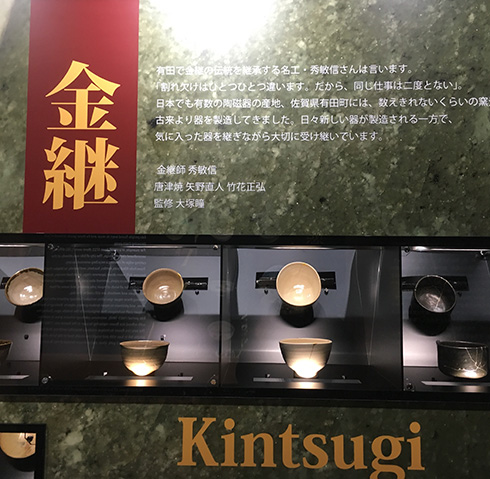 金継
有田で金継の伝統を継承する名工・秀敏信さんは言います。
「割れ欠けはひとつひとつ違います。だから、同じ仕事は二度とない」。
日本でも有数の陶磁器の産地、佐賀県有田町には、数えきれないくらいの窯
古来より器を製造してきました。日々新しい器が製造される一方で、
気に入った器を継ぎながら大切に受け継いでいます。
金継師 秀敏信
唐津焼 矢野直人 竹花正弘
監修 大塚瞳
Kintsugi